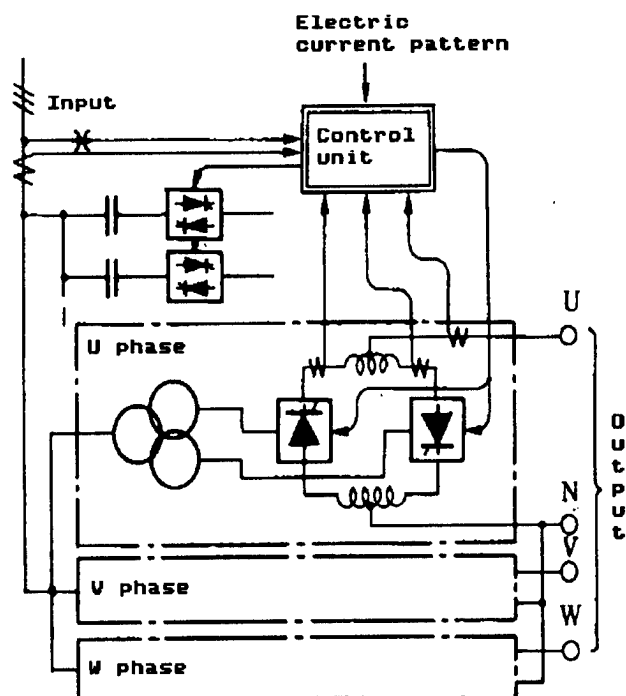 Electric
current pattern
Input
Control
unit
U
U phase
Output
N
V
V phase
W
W phase